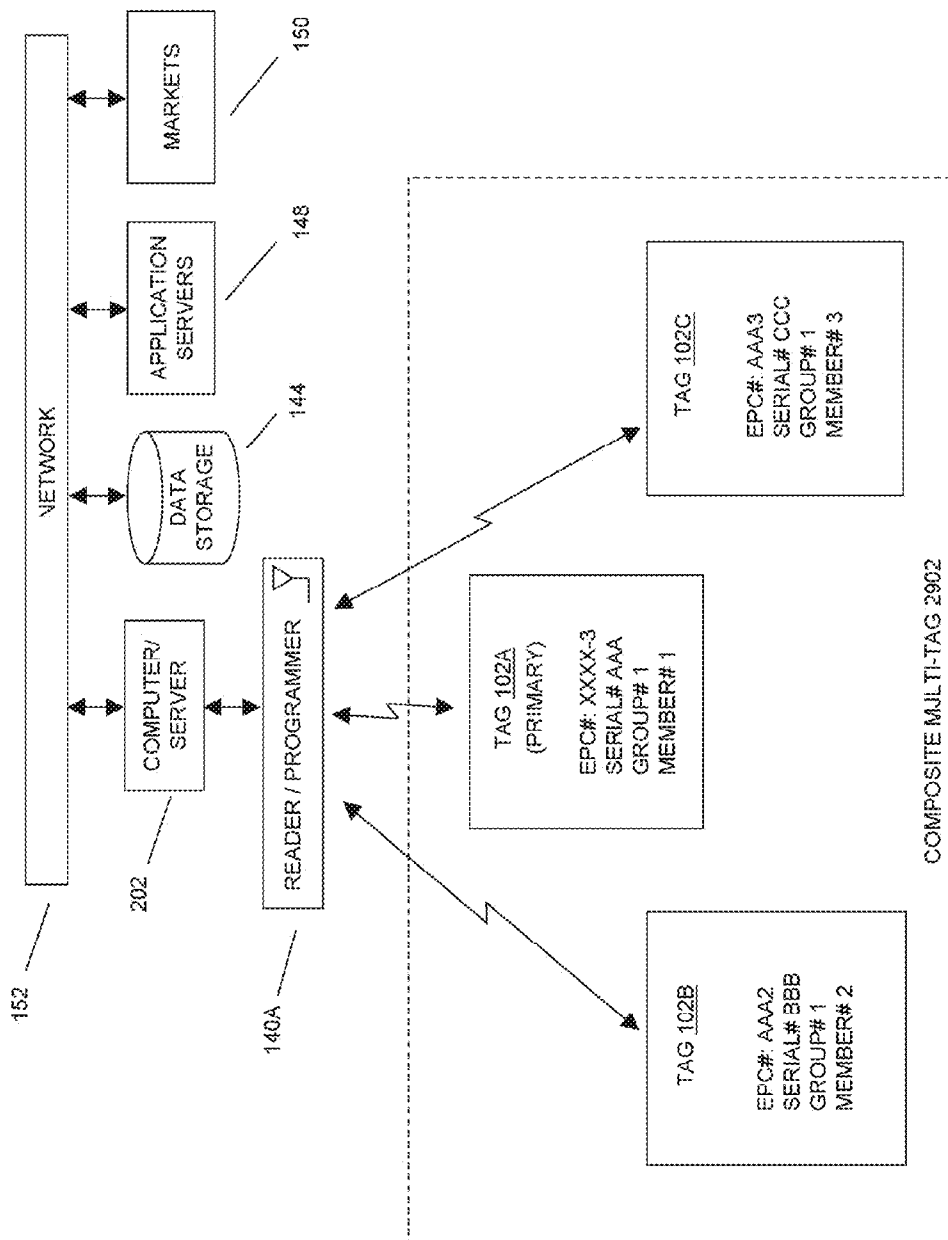 152
NETWORK
COMPUTER/
SERVER
DATA
STORAGE
APPLICATION
SERVERS
MARKETS
202
144
148
150
READER / PROGRAMMER
140A
TAG 102B
EPC#: AAA2
SERIAL# BBB
GROUP# 1
MEMBER# 2
TAG 102A
(PRIMARY)
EPC#: XXXX-3
SERIAL# AAA
GROUP# 1
MEMBER# 1
TAG 102C
EPC#: AAA3
SERIAL# CCC
GROUP# 1
MEMBER# 3
COMPOSITE MULTI-TAG 2902